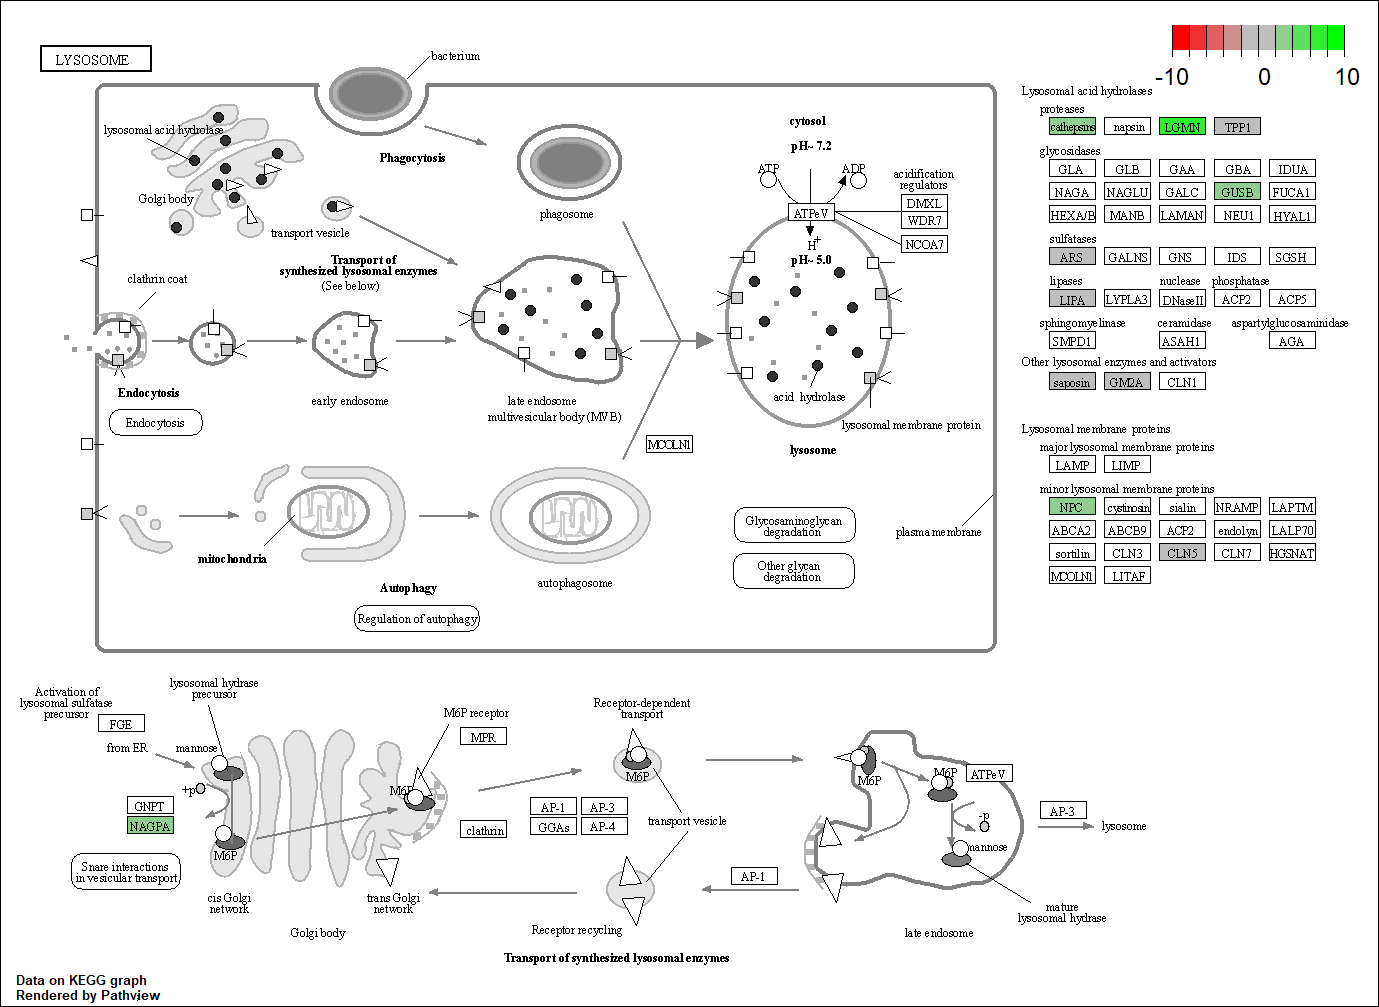 LYSOSOME
bacterium
-10
0
10
lysosomal acid hydrolase
Phagocytosis
Golgi body
transport vesicle
phagosome
Transport of
synthesized lysosomal enzymes
(See below)
clathrin coat
cytosol
pH~ 7.2
ATP
ADP
acidification
regulators
DMXL
WDR7
NCOA7
ATPeV
H+
pH~ 5.0
Endocytosis
Endocytosis
early endosome
late endosome
multivesicular body (MVB)
acid hydrolase
lysosomal membrane protein
lysosome
MCOLN1
mitochondria
Autophagy
Regulation of autophagy
autophagosome
Glycosaminoglycan
degradation
Other glycan
degradation
plasma membrane
Lysosomal acid hydrolases
proteases
cathepsins napsin LGMN TPP1
glycosidases
GLA GLB GAA GBA IDUA
NAGA NAGLU GALC GUSB FUCA1
HEXA/B MANB LAMAN NEU1 HYAL1
sulfatases
ARS GALNS GNS IDS SGSH
lipases nuclease phosphatase
LIPA LYPLA3 DNaseII ACP2 ACP5
sphingomyelinase ceramidase aspartylglucosaminidase
SMPD1 ASAH1 AGA
Other lysosomal enzymes and activators
saposin GM2A CLN1
Lysosomal membrane proteins
major lysosomal membrane proteins
LAMP LIMP
minor lysosomal membrane proteins
NPC cystinosin sialin NRAMP LAPTM
ABCA2 ABCB9 ACP2 endolyn LALP70
sortilin CLN3 CLN5 CLN7 HGSNAT
MCOLN1 LITAF
Activation of
lysosomal sulfatase
precursor
FGE
lysosomal hydrase
precursor
from ER
mannose
+p
GNPT
NAGPA
M6P
Snare interactions
in vesicular transport
cis Golgi
network
Golgi body
trans Golgi
network
M6P
M6P receptor
MPR
clathrin
AP-1 AP-3
GGAs AP-4
Receptor-dependent
transport
M6P
transport vesicle
Receptor recycling
AP-1
M6P
M6P
ATPeV
-p
mannose
AP-3
lysosome
mature
lysosomal hydrase
late endosome
Transport of synthesized lysosomal enzymes
Data on KEGG graph
Rendered by Pathview